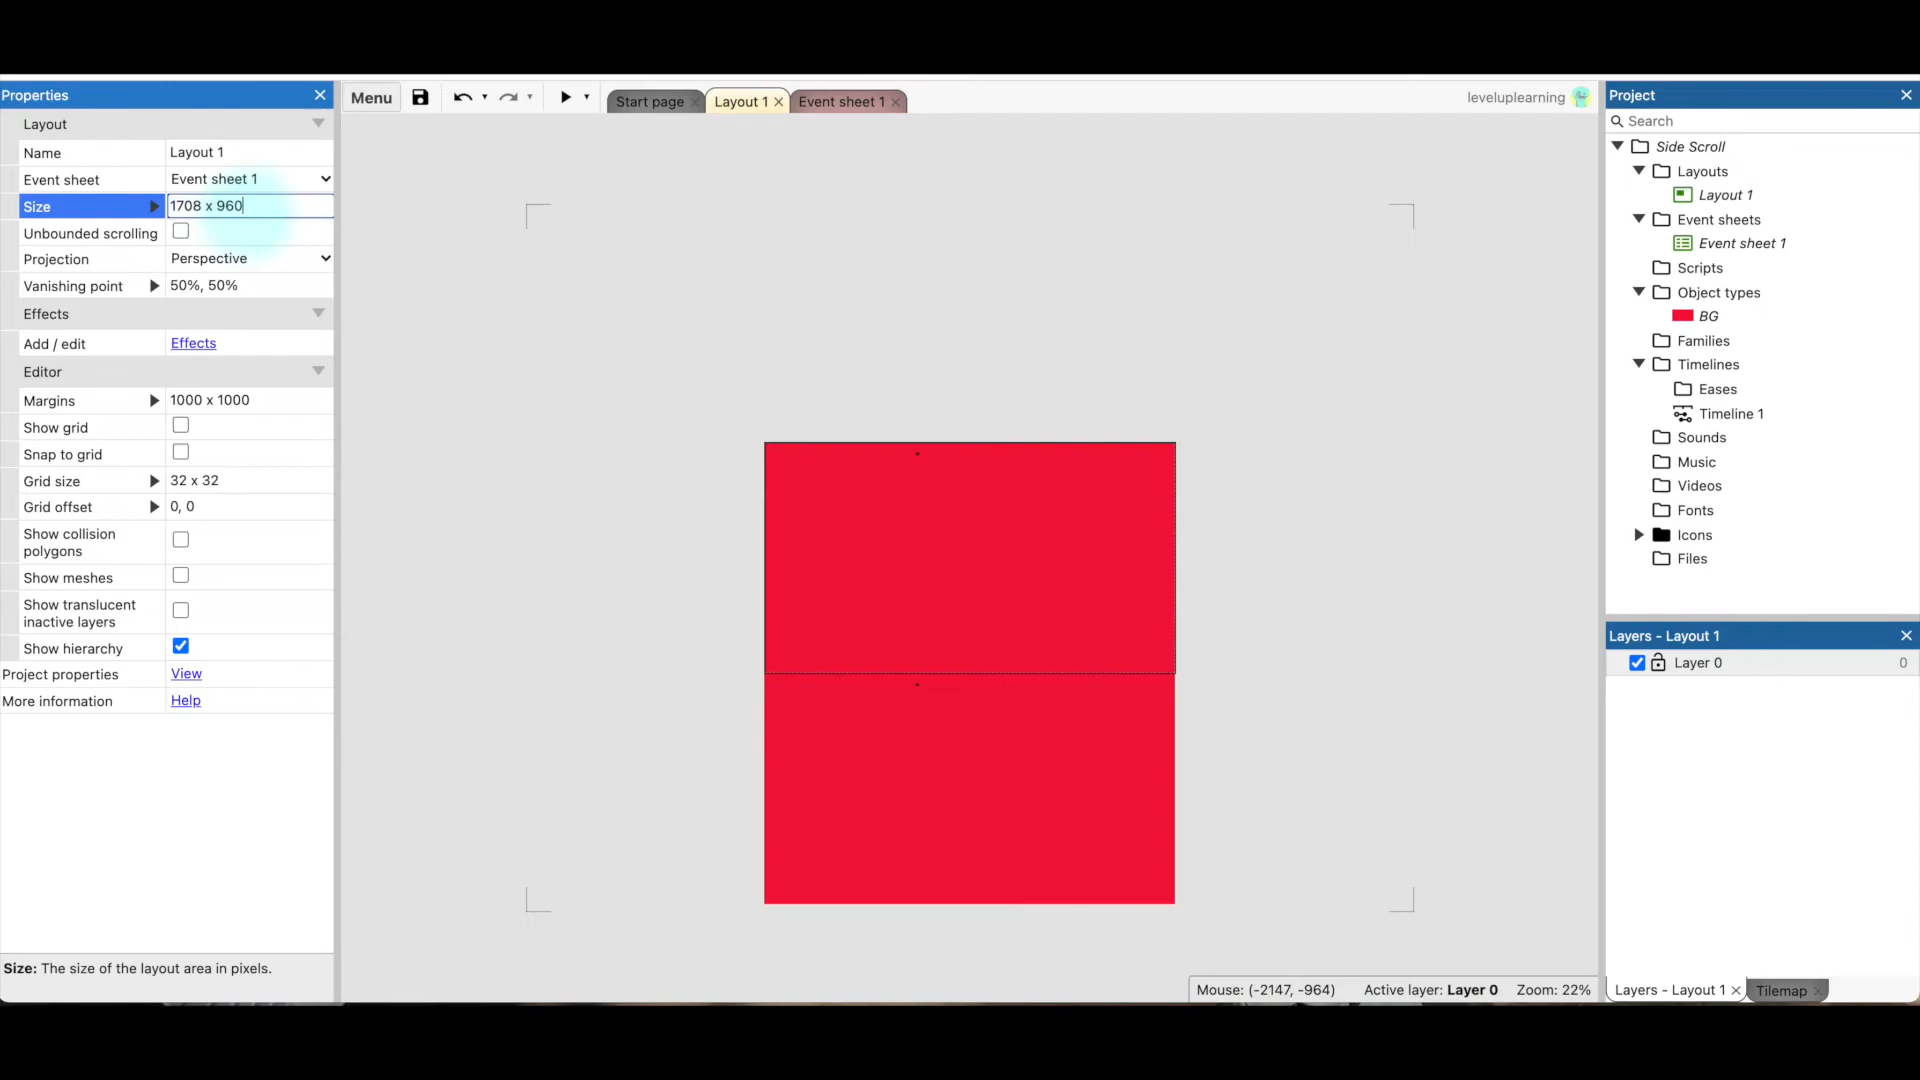 Properties
Layout
Name Layout 1
Event sheet Event sheet 1
Size 1708 x 960
Unbounded scrolling
Projection Perspective
Vanishing point 50%, 50%
Effects
Add / edit Effects
Editor
Margins 1000 x 1000
Show grid
Snap to grid
Grid size 32 x 32
Grid offset 0, 0
Show collision
polygons
Show meshes
Show translucent
inactive layers
Show hierarchy
Project properties View
More information Help
Size: The size of the layout area in pixels.
Menu
Start page
Layout 1
Event sheet 1
leveluplearning
Mouse: (-2147, -964) Active layer: Layer 0 Zoom: 22%
Project
Search
Side Scroll
Layouts
Layout 1
Event sheets
Event sheet 1
Scripts
Object types
BG
Families
Timelines
Eases
Timeline 1
Sounds
Music
Videos
Fonts
Icons
Files
Layers - Layout 1
Layer 0 0
Layers - Layout 1
Tilemap